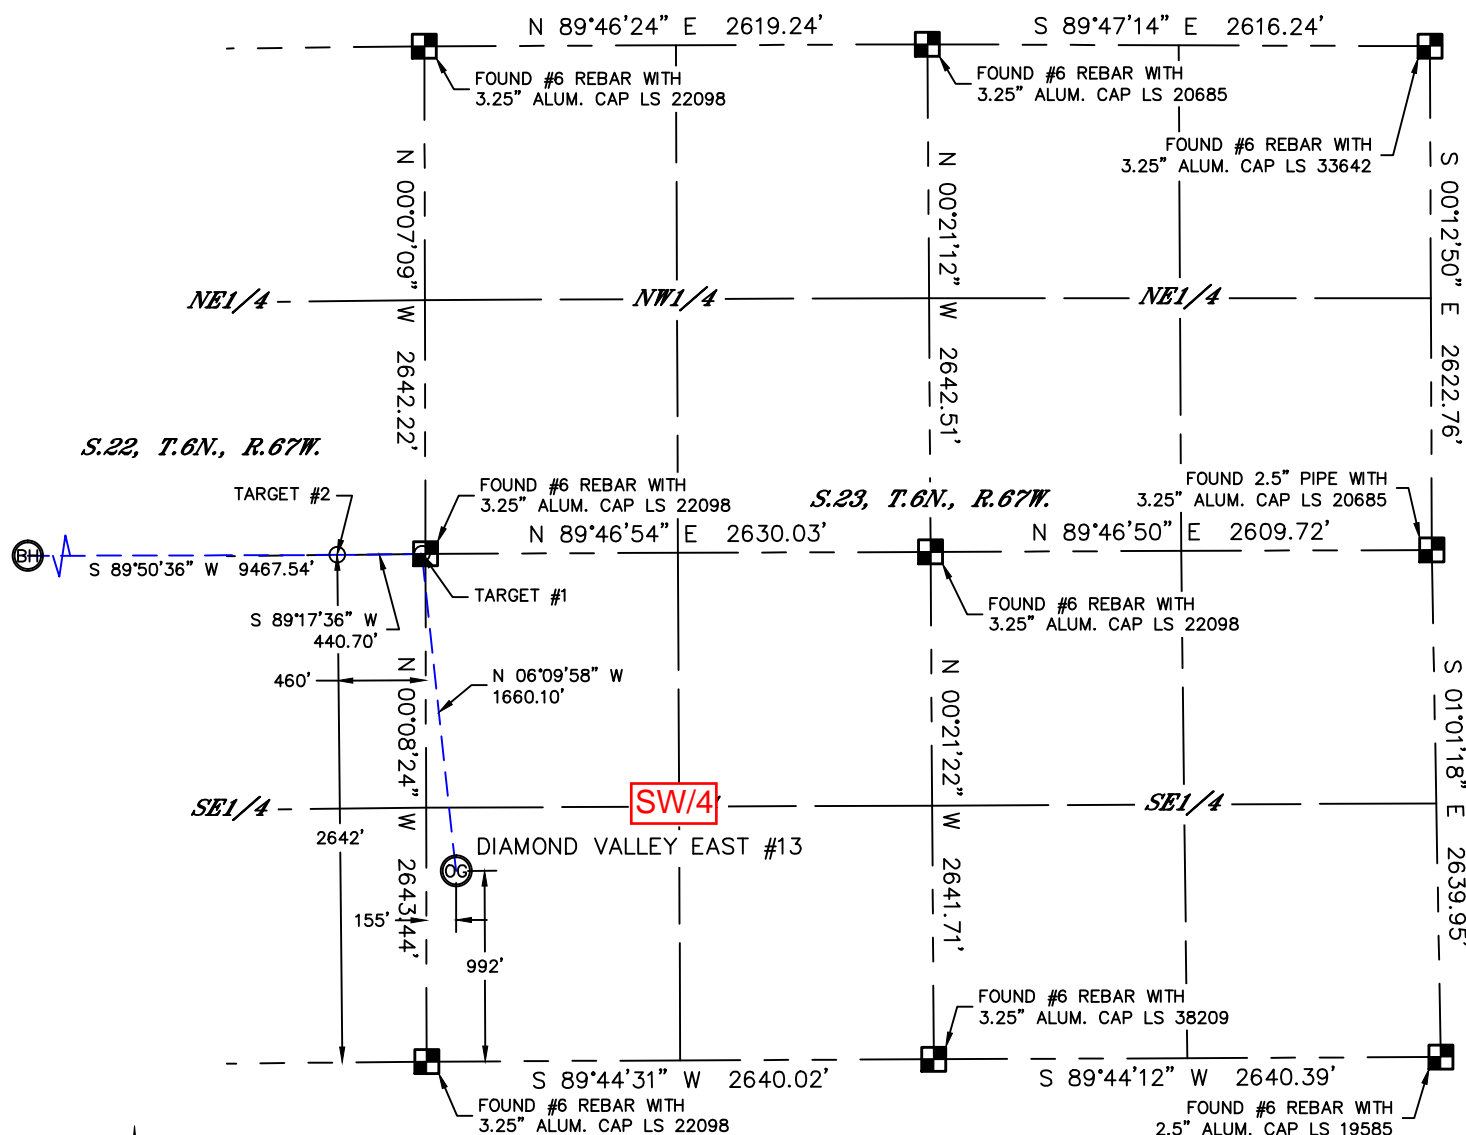 N 89°46'24" E 2619.24'
S 89°47'14" E 2616.24'
FOUND #6 REBAR WITH
3.25" ALUM. CAP LS 22098
FOUND #6 REBAR WITH
3.25" ALUM. CAP LS 20685
FOUND #6 REBAR WITH
3.25" ALUM. CAP LS 33642
N 00°07'09" W 2642.22'
N 00°21'12" W 2642.51'
S 00°12'50" E 2622.76'
NE1/4
NW1/4
NE1/4
S.22, T.6N., R.67W.
TARGET #2
FOUND #6 REBAR WITH
3.25" ALUM. CAP LS 22098
S.23, T.6N., R.67W.
FOUND 2.5" PIPE WITH
3.25" ALUM. CAP LS 20685
N 89°46'54" E 2630.03'
N 89°46'50" E 2609.72'
BH
S 89°50'36" W 9467.54'
TARGET #1
S 89°17'36" W
440.70'
FOUND #6 REBAR WITH
3.25" ALUM. CAP LS 22098
460'
N 06°09'58" W
1660.10'
N 00°08'24" W 2643.44'
N 00°21'22" W 2641.71'
S 01°01'18" E 2639.95'
SE1/4
SW/4
SE1/4
2642'
DIAMOND VALLEY EAST #13
OG
155'
992'
FOUND #6 REBAR WITH
3.25" ALUM. CAP LS 38209
S 89°44'31" W 2640.02'
S 89°44'12" W 2640.39'
FOUND #6 REBAR WITH
3.25" ALUM. CAP LS 22098
FOUND #6 REBAR WITH
2.5" ALUM. CAP LS 19585